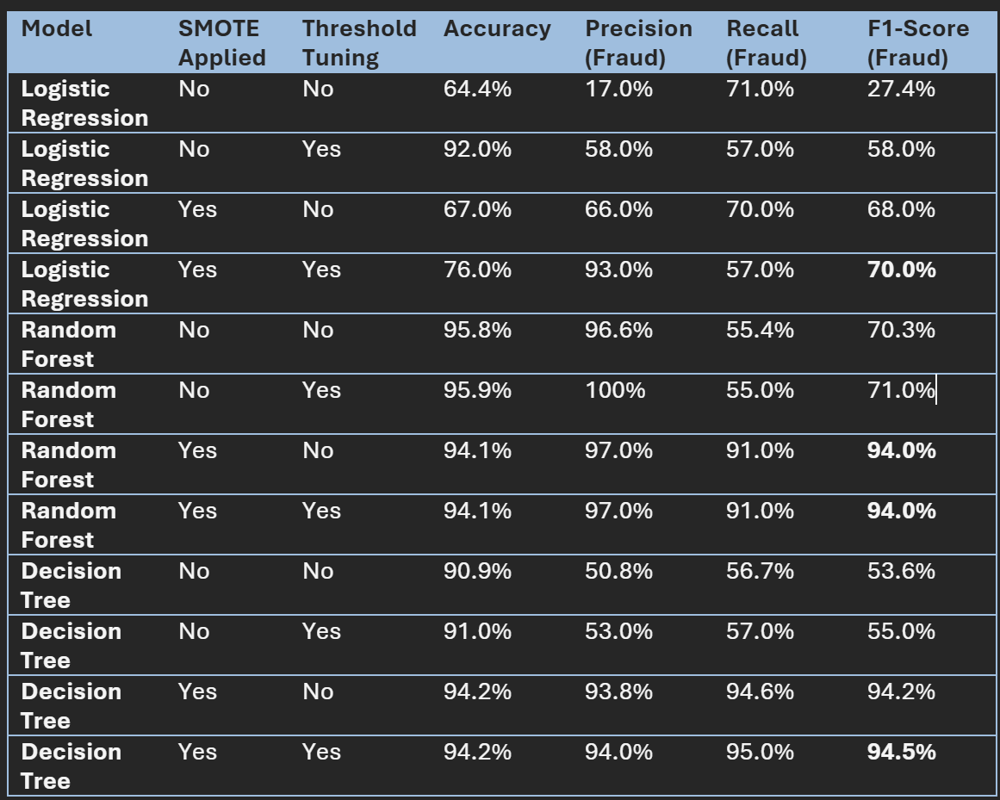 Model SMOTE Applied Threshold Tuning Accuracy Precision (Fraud) Recall (Fraud) F1-Score (Fraud)
Logistic Regression No No 64.4% 17.0% 71.0% 27.4%
Logistic Regression No Yes 92.0% 58.0% 57.0% 58.0%
Logistic Regression Yes No 67.0% 66.0% 70.0% 68.0%
Logistic Regression Yes Yes 76.0% 93.0% 57.0% 70.0%
Random Forest No No 95.8% 96.6% 55.4% 70.3%
Random Forest No Yes 95.9% 100% 55.0% 71.0%
Random Forest Yes No 94.1% 97.0% 91.0% 94.0%
Random Forest Yes Yes 94.1% 97.0% 91.0% 94.0%
Decision Tree No No 90.9% 50.8% 56.7% 53.6%
Decision Tree No Yes 91.0% 53.0% 57.0% 55.0%
Decision Tree Yes No 94.2% 93.8% 94.6% 94.2%
Decision Tree Yes Yes 94.2% 94.0% 95.0% 94.5%